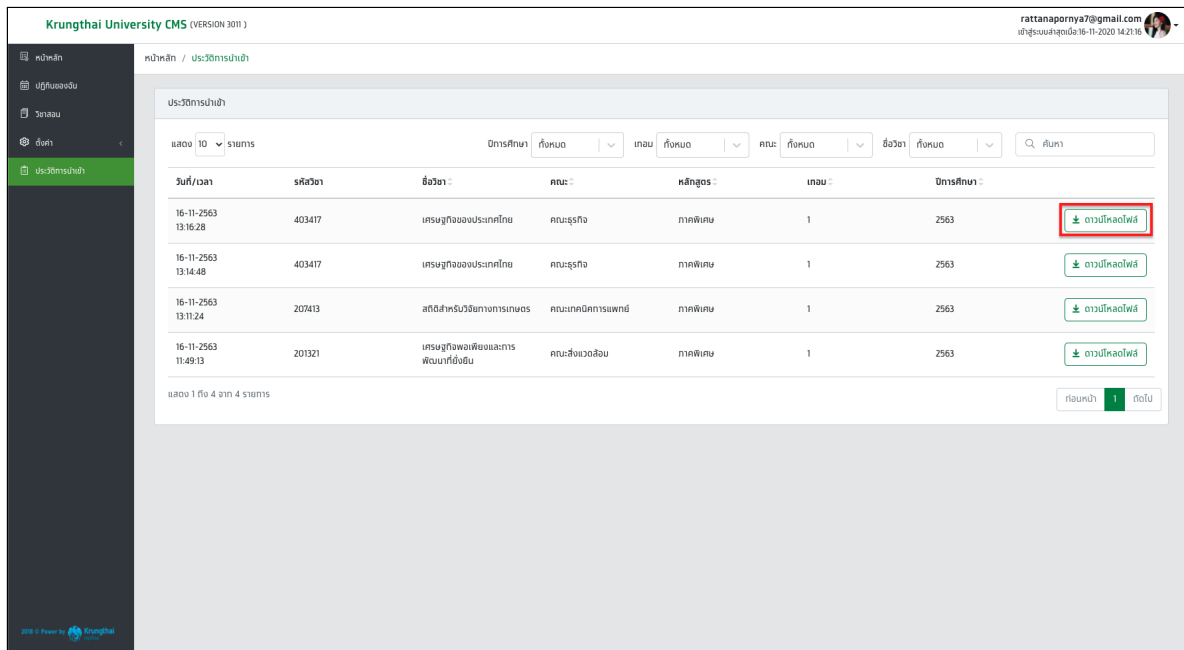 Krungthai University CMS (VERSION 3011 )
rattanapornya7@gmail.com
เข้าสู่ระบบล่าสุดเมื่อ:16-11-2020 14:21:16
หน้าหลัก
ปฏิทินของฉัน
วิชาสอน
ตั้งค่า
ประวัติการนำเข้า
หน้าหลัก / ประวัติการนำเข้า
ประวัติการนำเข้า
แสดง 10 รายการ
ปีการศึกษา ทั้งหมด เทอม ทั้งหมด คณะ ทั้งหมด ชื่อวิชา ทั้งหมด ค้นหา
วันที่/เวลา รหัสวิชา ชื่อวิชา คณะ หลักสูตร เทอม ปีการศึกษา
16-11-2563
13:16:28
403417 เศรษฐกิจของประเทศไทย คณะธุรกิจ ภาคพิเศษ 1 2563 ดาวน์โหลดไฟล์
16-11-2563
13:14:48
403417 เศรษฐกิจของประเทศไทย คณะธุรกิจ ภาคพิเศษ 1 2563 ดาวน์โหลดไฟล์
16-11-2563
13:11:24
207413 สถิติสำหรับวิจัยทางการเกษตร คณะเทคนิคการแพทย์ ภาคพิเศษ 1 2563 ดาวน์โหลดไฟล์
16-11-2563
11:49:13
201321 เศรษฐกิจพอเพียงและการ
พัฒนาที่ยั่งยืน
คณะสิ่งแวดล้อม ภาคพิเศษ 1 2563 ดาวน์โหลดไฟล์
แสดง 1 ถึง 4 จาก 4 รายการ
ก่อนหน้า 1 ถัดไป
2018 © Power by Krungthai
กรุงไทย